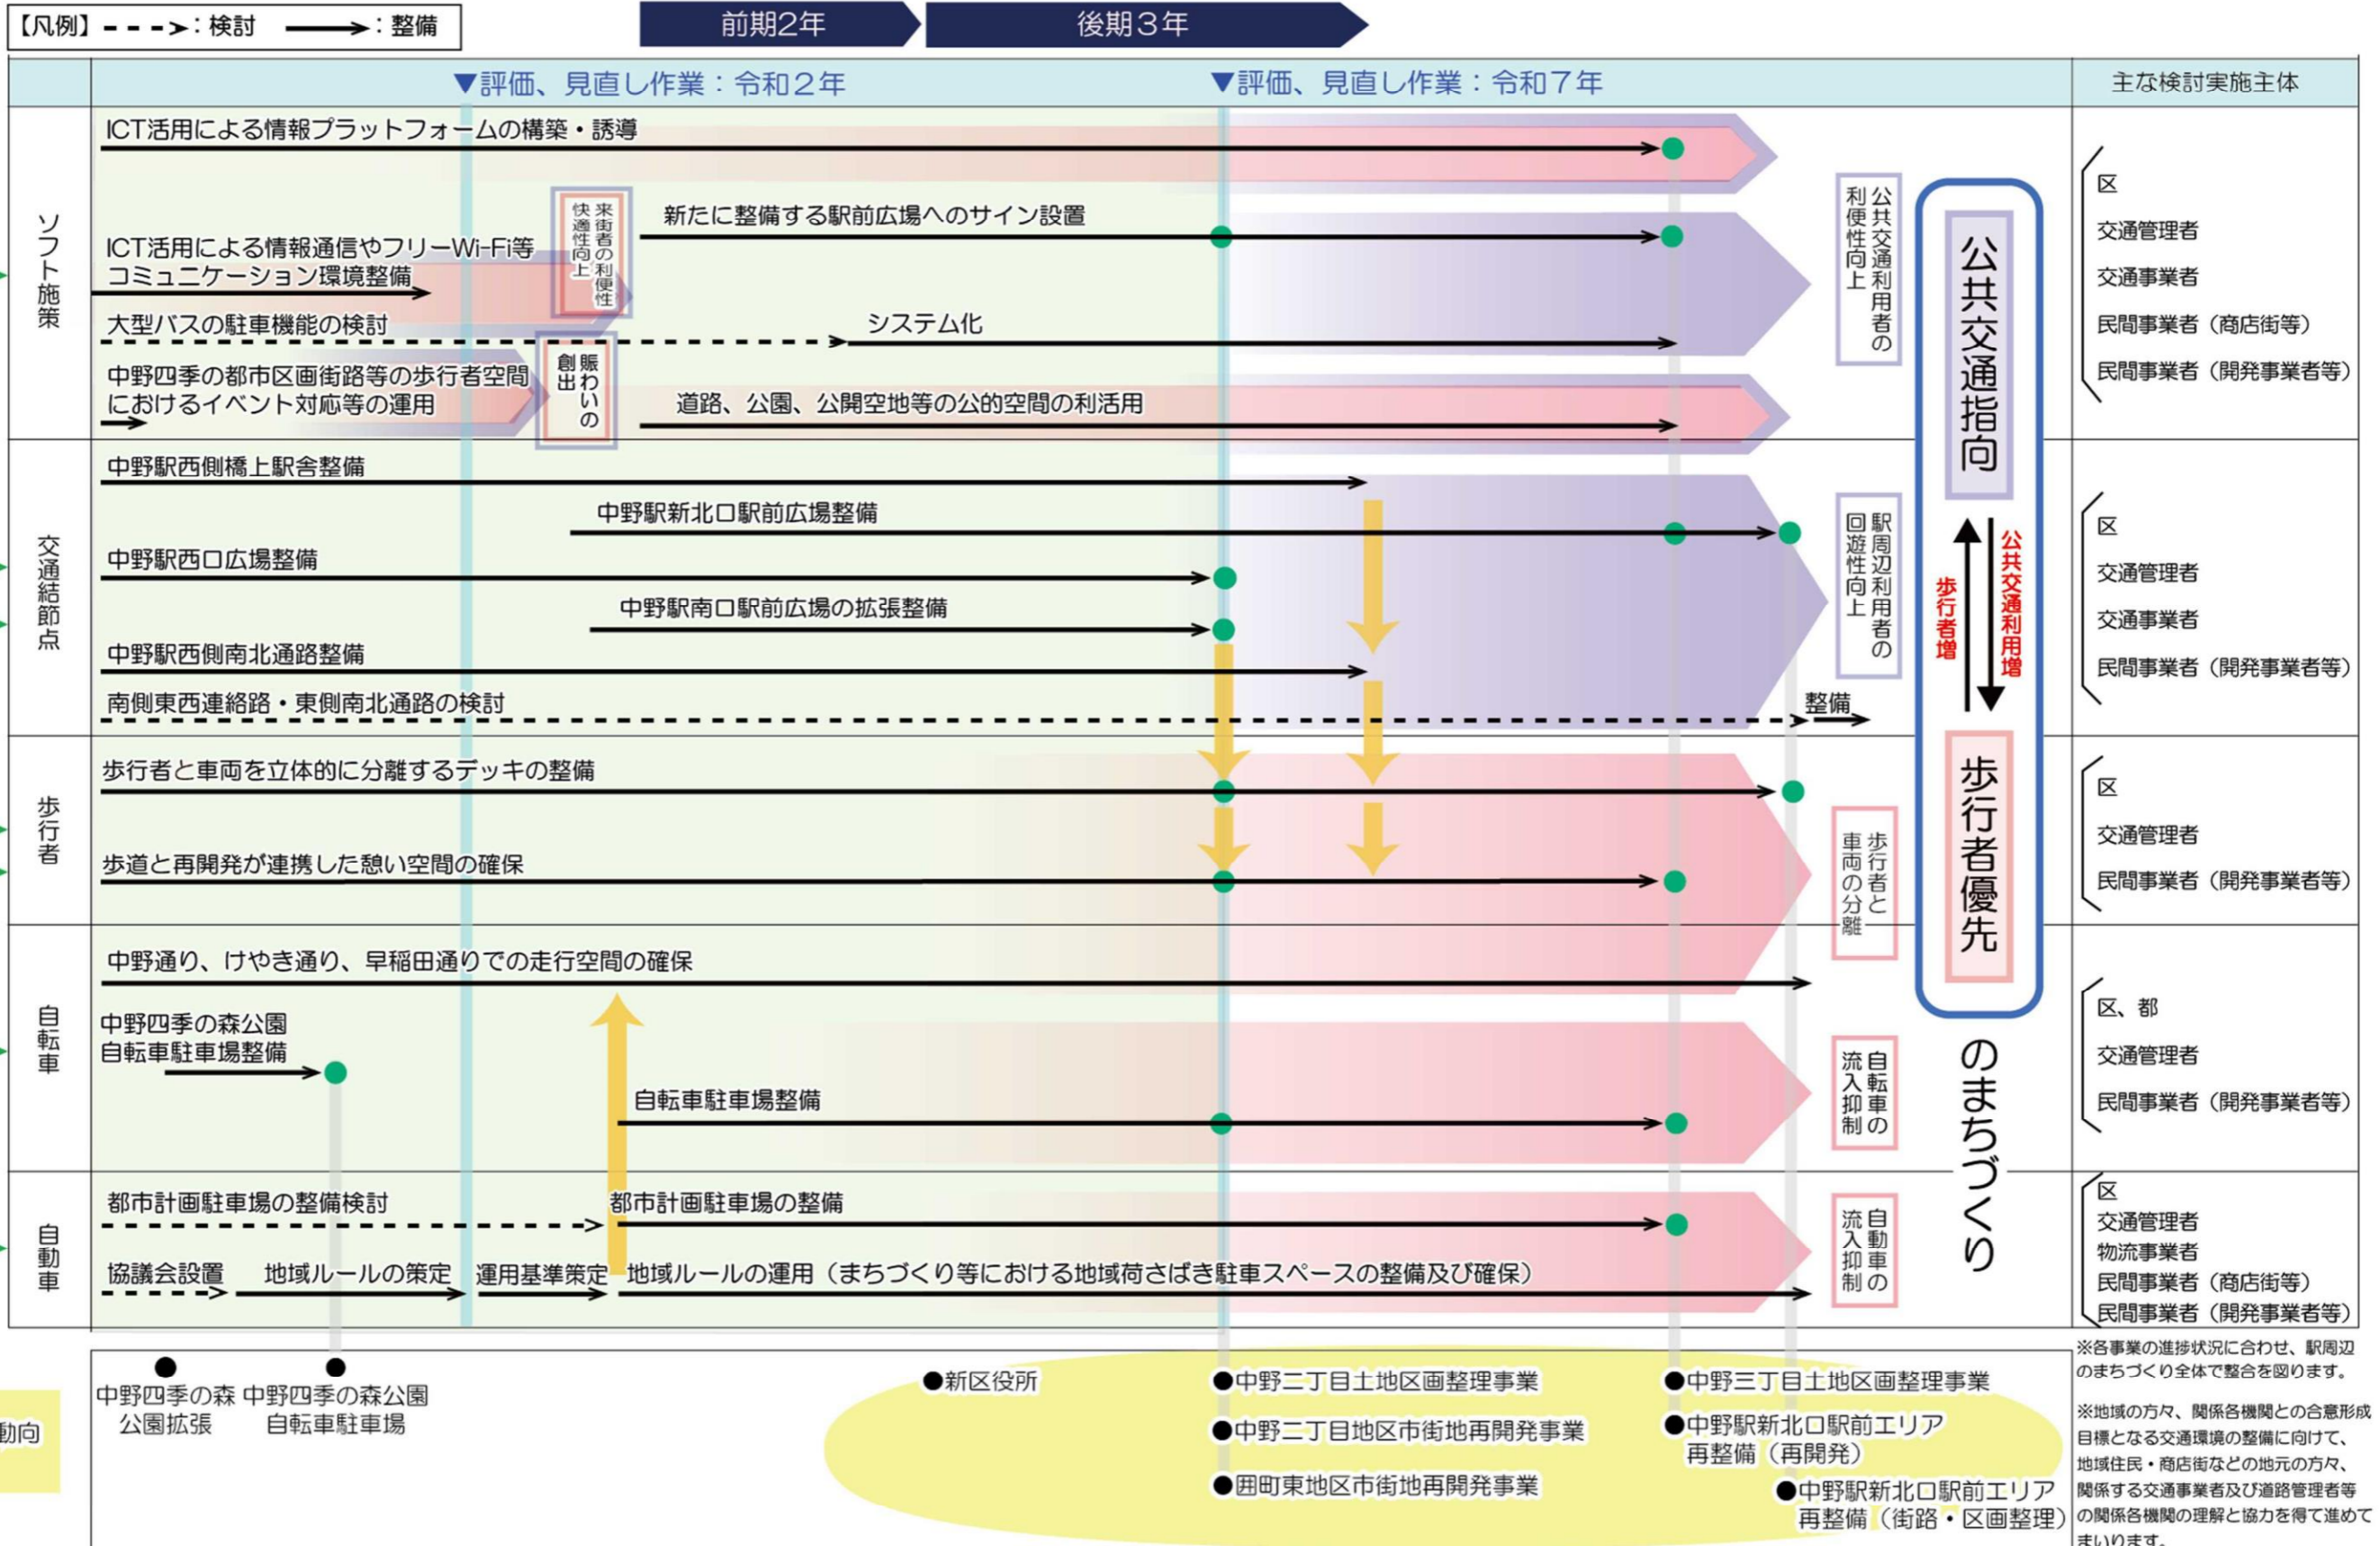 【凡例】 :検討 :整備
前期2年
後期3年
▼評価、見直し作業:令和2年
▼評価、見直し作業:令和7年
主な検討実施主体
ソフト施策
ICT活用による情報プラットフォームの構築・誘導
来街者の利便性
快適性向上
新たに整備する駅前広場へのサイン設置
ICT活用による情報通信やフリーWi-Fi等
コミュニケーション環境整備
大型バスの駐車機能の検討
システム化
中野四季の都市区画街路等の歩行者空間
におけるイベント対応等の運用
賑わいの
創出
道路、公園、公開空地等の公的空間の利活用
公共交通利用者の
利便性向上
区
交通管理者
交通事業者
民間事業者(商店街等)
民間事業者(開発事業者等)
交通結節点
中野駅西側橋上駅舎整備
中野駅新北口駅前広場整備
中野駅西口広場整備
中野駅南口駅前広場の拡張整備
中野駅西側南北通路整備
南側東西連絡路・東側南北通路の検討
整備
駅周辺利用者の
回遊性向上
区
交通管理者
交通事業者
民間事業者(開発事業者等)
歩行者
歩行者と車両を立体的に分離するデッキの整備
歩道と再開発が連携した憩い空間の確保
歩行者と
車両の分離
区
交通管理者
民間事業者(開発事業者等)
自転車
中野通り、けやき通り、早稲田通りでの走行空間の確保
中野四季の森公園
自転車駐車場整備
自転車駐車場整備
自転車の
流入抑制
区、都
交通管理者
民間事業者(開発事業者等)
自動車
都市計画駐車場の整備検討
都市計画駐車場の整備
協議会設置
地域ルールの策定
運用基準策定
地域ルールの運用(まちづくり等における地域荷さばき駐車スペースの整備及び確保)
自動車の
流入抑制
区
交通管理者
物流事業者
民間事業者(商店街等)
民間事業者(開発事業者等)
公共交通指向
公共交通利用増
歩行者増
歩行者優先
のまちづくり
動向
●中野四季の森
公園拡張
●中野四季の森公園
自転車駐車場
●新区役所
●中野二丁目土地区画整理事業
●中野二丁目地区市街地再開発事業
●囲町東地区市街地再開発事業
●中野三丁目土地区画整理事業
●中野駅新北口駅前エリア
再整備(再開発)
●中野駅新北口駅前エリア
再整備(街路・区画整理)
※各事業の進捗状況に合わせ、駅周辺
のまちづくり全体で整合を図ります。
※地域の方々、関係各機関との合意形成
目標となる交通環境の整備に向けて、
地域住民・商店街などの地元の方々、
関係する交通事業者及び道路管理者等
の関係各機関の理解と協力を得て進めて
まいります。